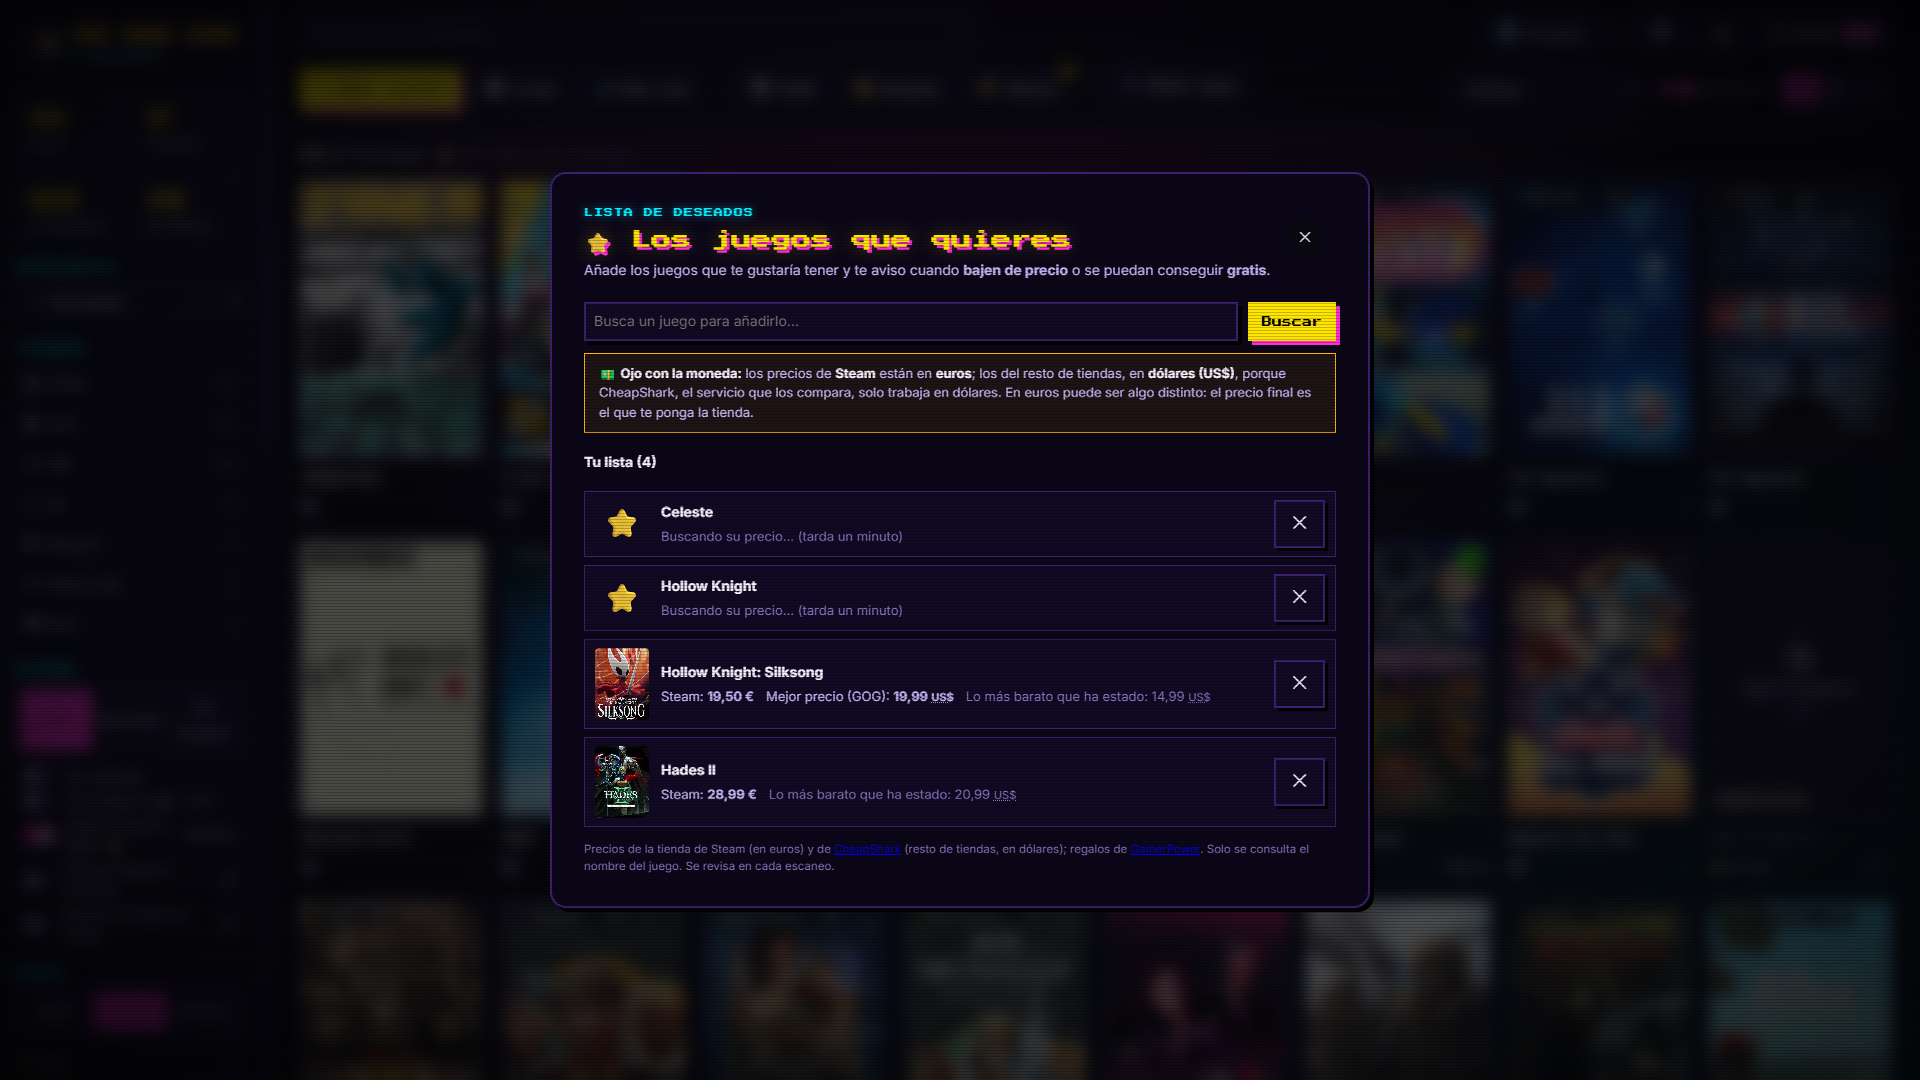 LISTA DE DESEADOS
Los juegos que quieres
Añade los juegos que te gustaría tener y te aviso cuando bajen de precio o se puedan conseguir gratis.
Busca un juego para añadirlo...
Buscar
Ojo con la moneda: los precios de Steam están en euros; los del resto de tiendas, en dólares (US$), porque
CheapShark, el servicio que los compara, solo trabaja en dólares. En euros puede ser algo distinto: el precio final es
el que te ponga la tienda.
Tu lista (4)
Celeste
Buscando su precio... (tarda un minuto)
Hollow Knight
Buscando su precio... (tarda un minuto)
SILKSONG
Hollow Knight: Silksong
Steam: 19,50 € Mejor precio (GOG): 19,99 US$ Lo más barato que ha estado: 14,99 US$
HADES
Hades II
Steam: 28,99 € Lo más barato que ha estado: 20,99 US$
Precios de la tienda de Steam (en euros) y de CheapShark (resto de tiendas, en dólares); regalos de GamerPower. Solo se consulta el
nombre del juego. Se revisa en cada escaneo.